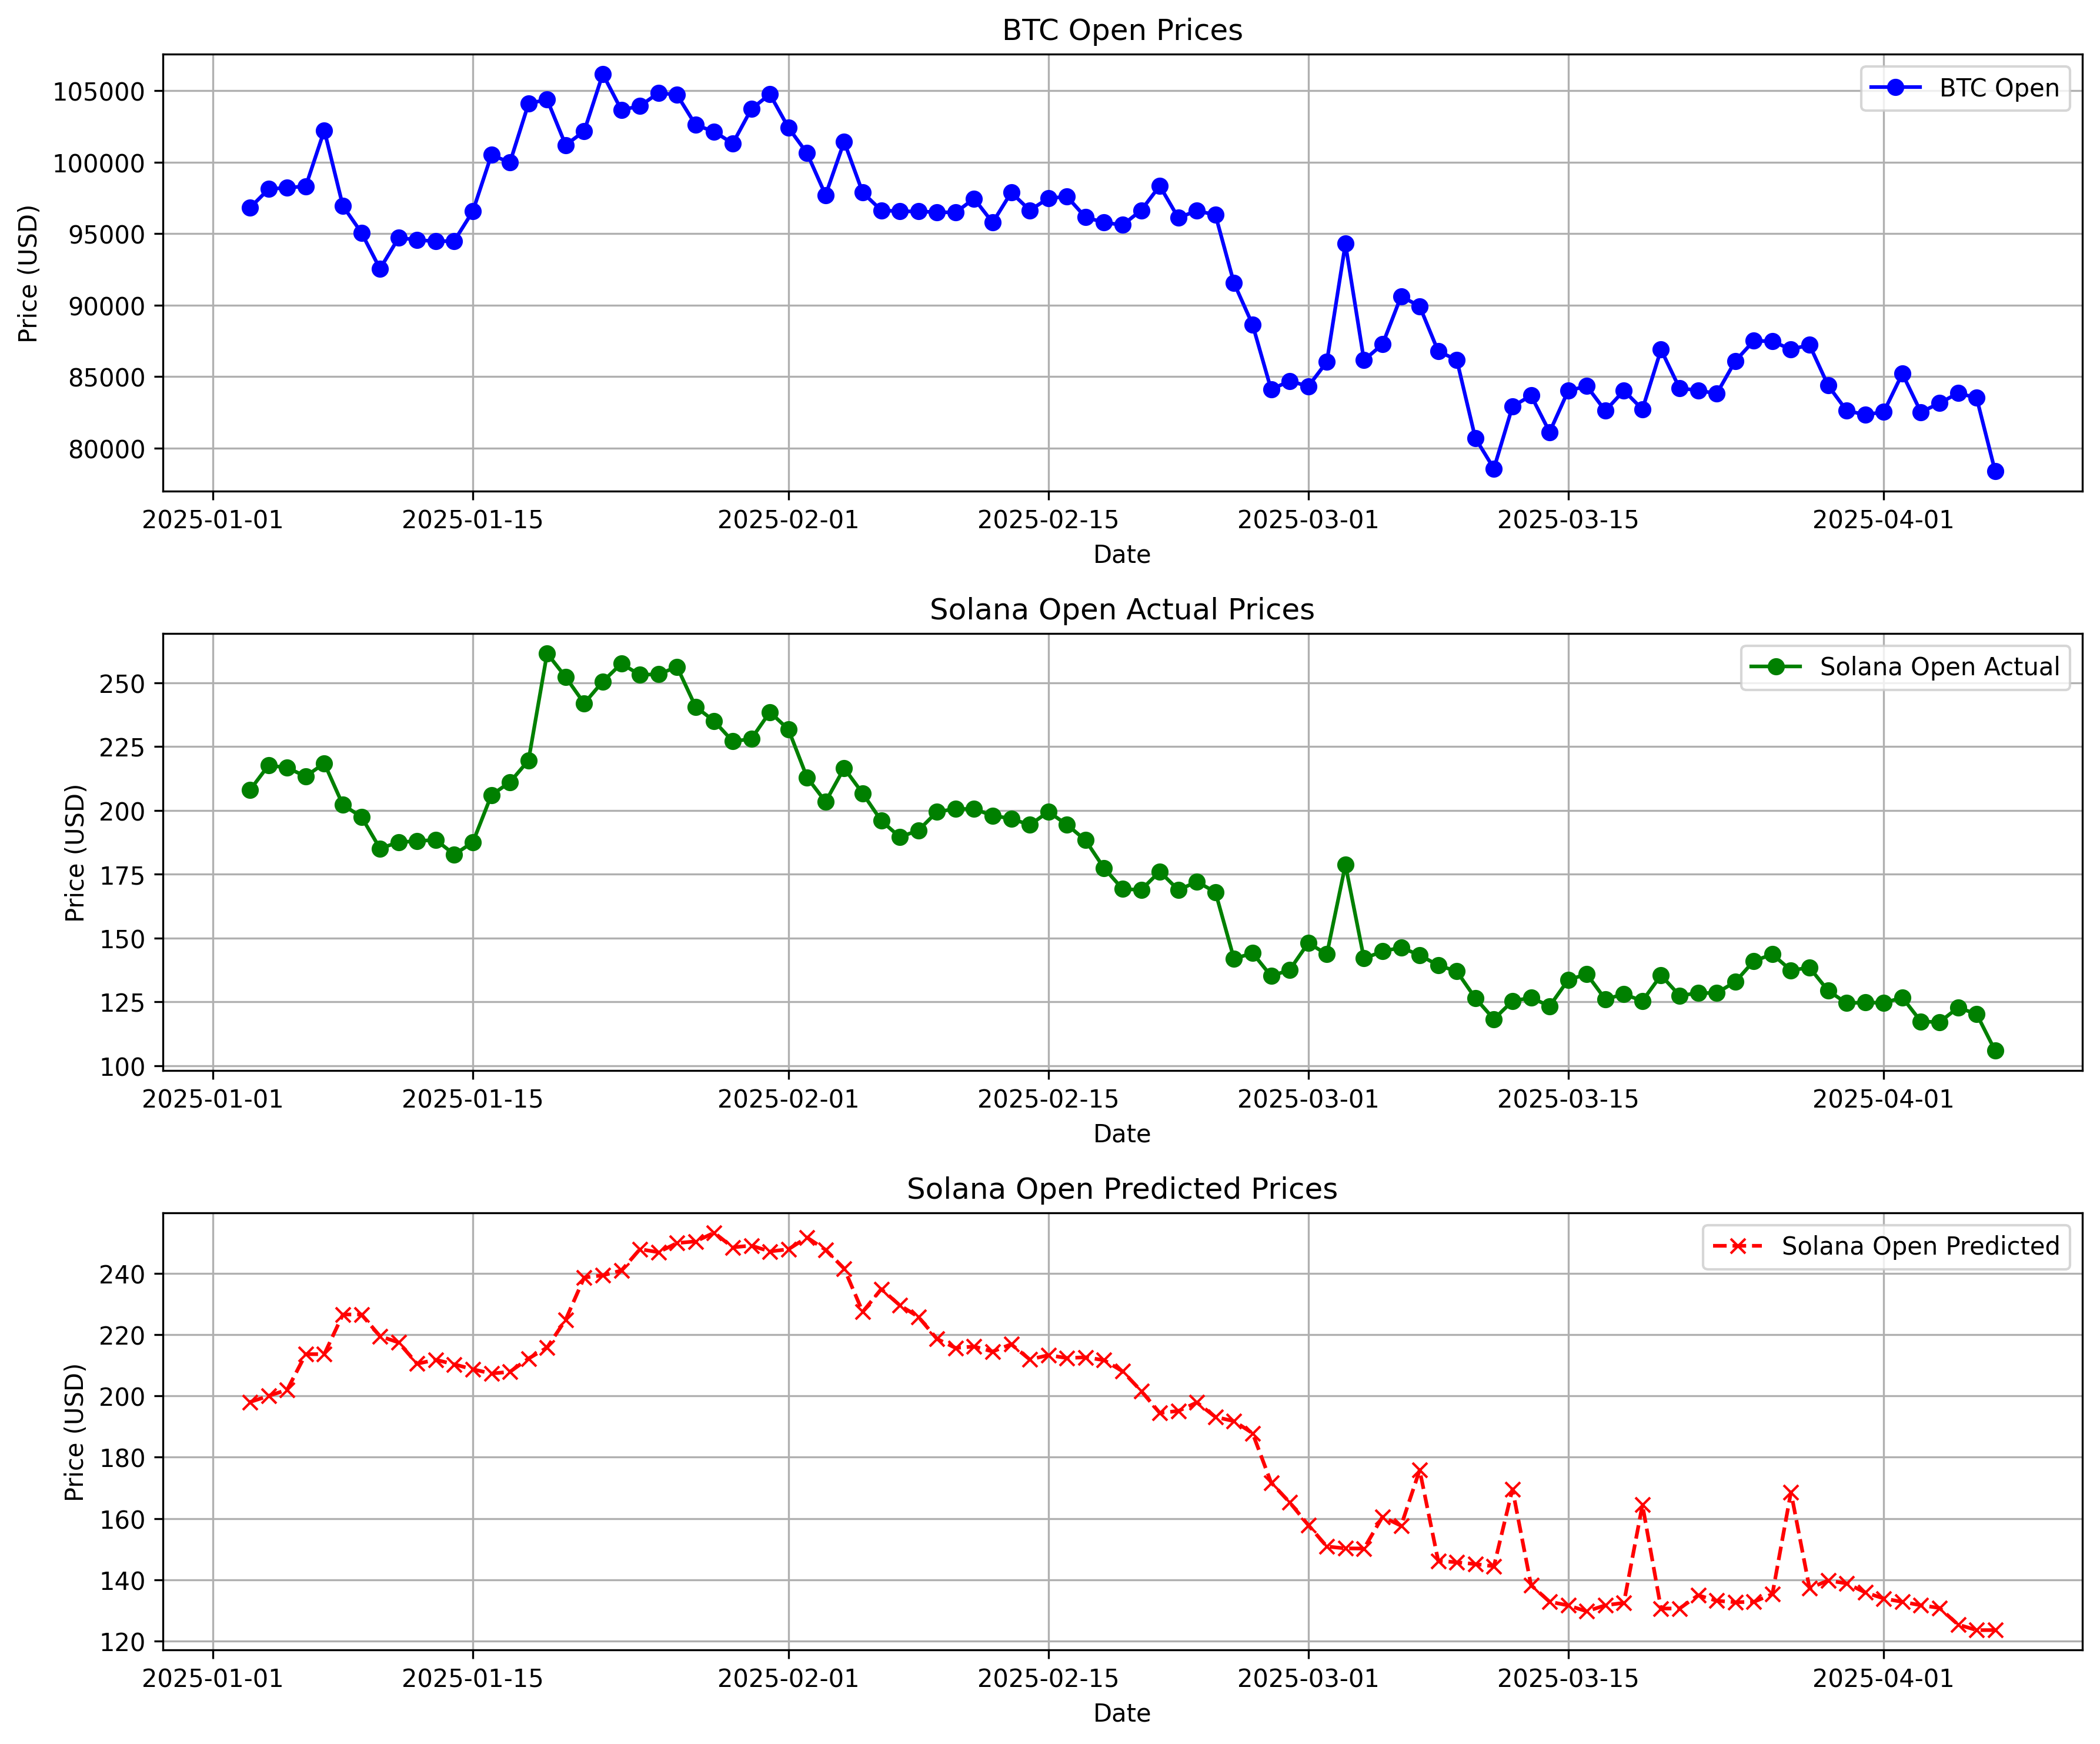 BTC Open Prices
BTC Open
105000
100000
95000
90000
85000
80000
Price (USD)
2025-01-01 2025-01-15 2025-02-01 2025-02-15 2025-03-01 2025-03-15 2025-04-01
Date
Solana Open Actual Prices
Solana Open Actual
250
225
200
175
150
125
100
Price (USD)
2025-01-01 2025-01-15 2025-02-01 2025-02-15 2025-03-01 2025-03-15 2025-04-01
Date
Solana Open Predicted Prices
Solana Open Predicted
240
220
200
180
160
140
120
Price (USD)
2025-01-01 2025-01-15 2025-02-01 2025-02-15 2025-03-01 2025-03-15 2025-04-01
Date